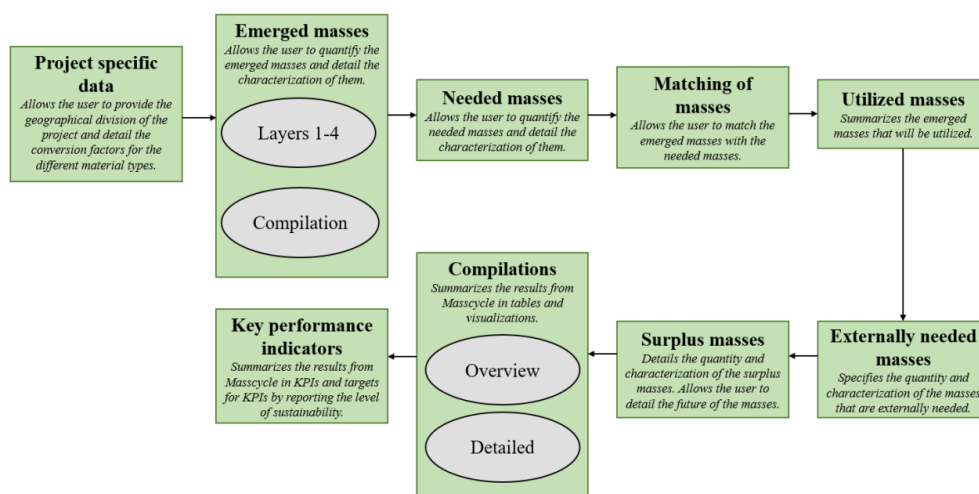 Project specific
data
Allows the user to provide the
geographical division of the
project and detail the
conversion factors for the
different material types.
Emerged masses
Allows the user to quantify the
emerged masses and detail the
characterization of them.
Layers 1-4
Compilation
Needed masses
Allows the user to quantify the
needed masses and detail the
characterization of them.
Matching of
masses
Allows the user to match the
emerged masses with the
needed masses.
Utilized masses
Summarizes the emerged
masses that will be utilized.
Externally needed
masses
Specifies the quantity and
characterization of the masses
that are externally needed.
Surplus masses
Details the quantity and
characterization of the surplus
masses. Allows the user to
detail the future of the masses.
Compilations
Summarizes the results from
Masscycle in tables and
visualizations.
Overview
Detailed
Key performance
indicators
Summarizes the results from
Masscycle in KPIs and targets
for KPIs by reporting the level
of sustainability.